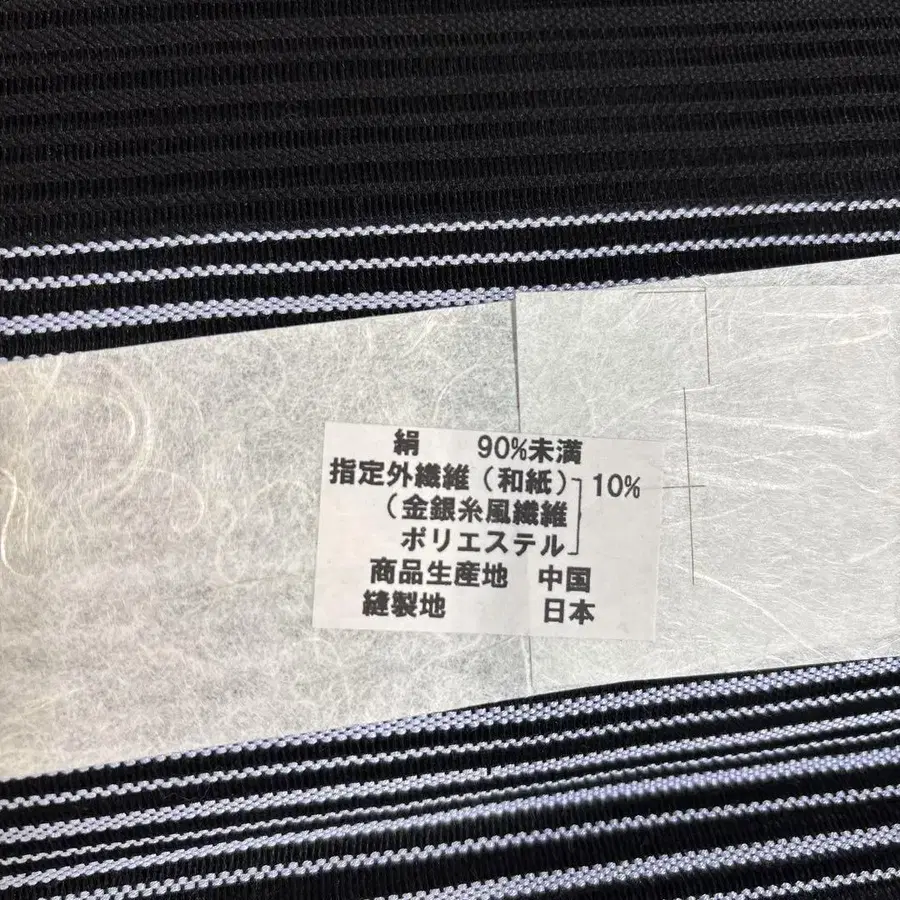 絹 90%未満
指定外繊維（和紙） 10%
（金銀糸風繊維
ポリエステル
商品生産地 中国
縫製地 日本